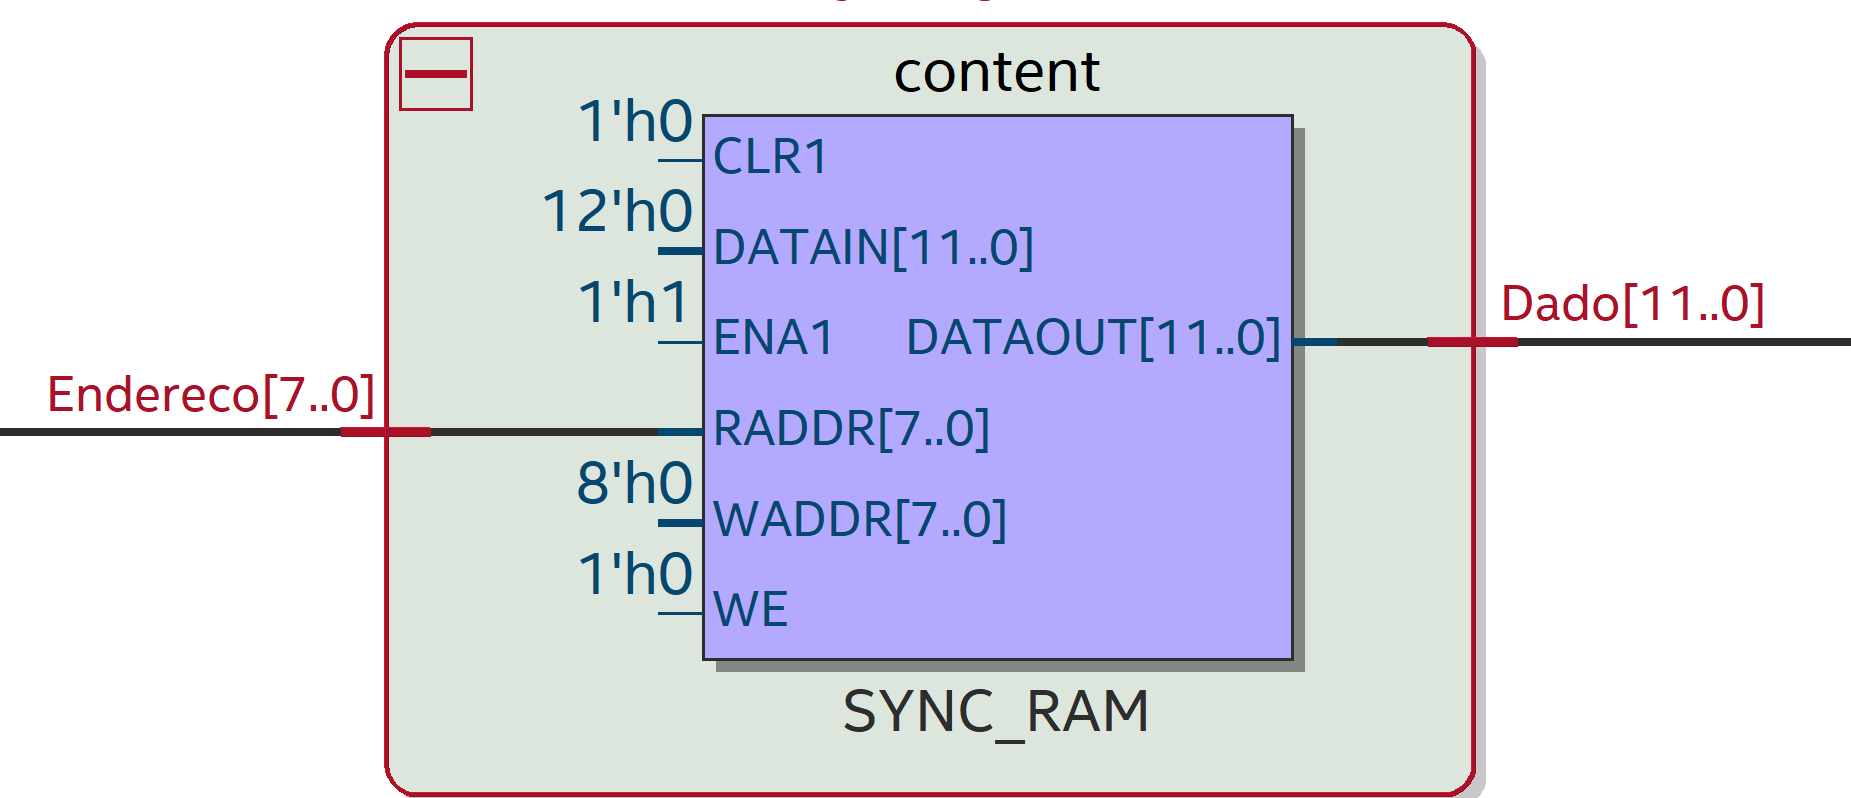 content
1'h0
CLR1
12'h0
DATAIN[11..0]
1'h1
ENA1
DATAOUT[11..0]
Dado[11..0]
Endereco[7..0]
RADDR[7..0]
8'h0
WADDR[7..0]
1'h0
WE
SYNC_RAM